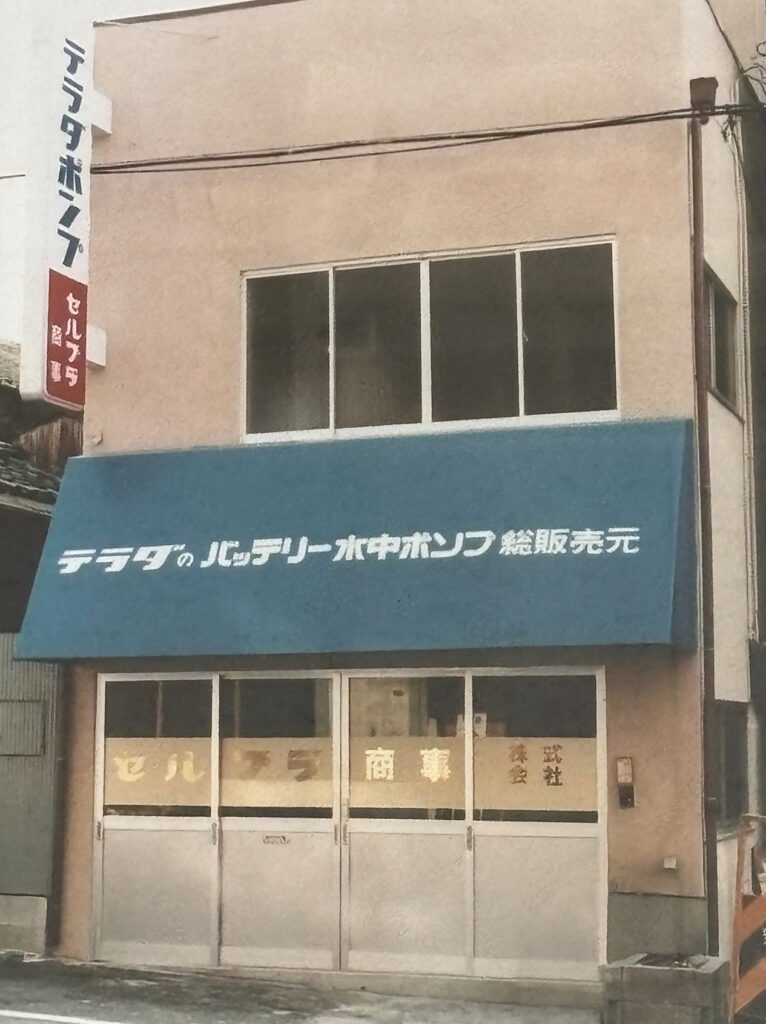 テラダポンプ
セルプラ
商事
テラダのバッテリー水中ポンプ総販売元
セルプラ商事 株式会社